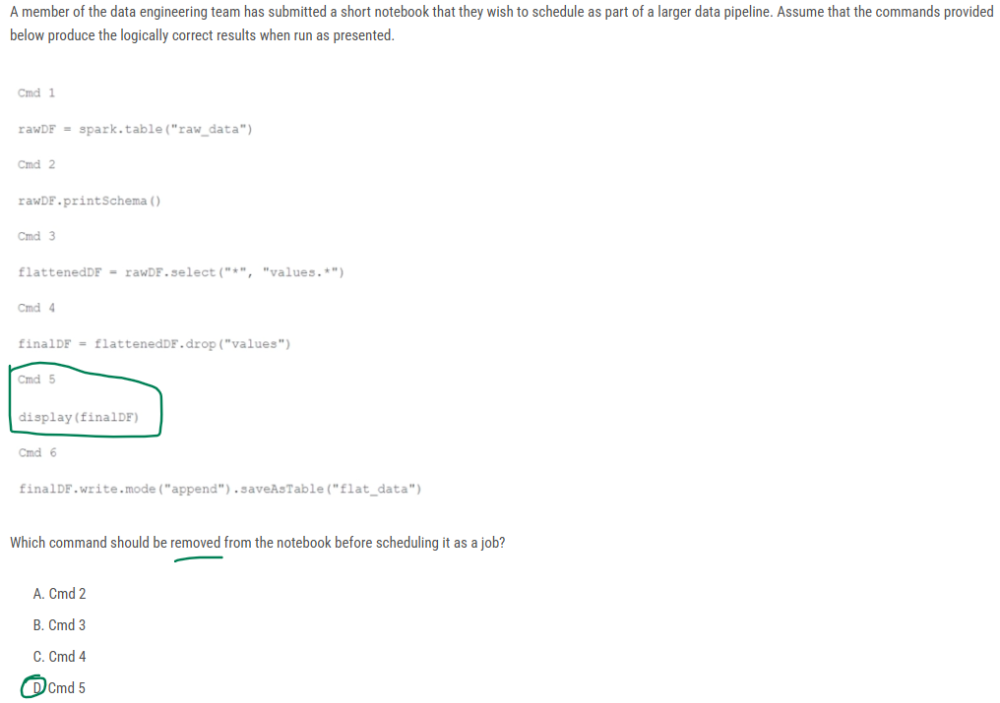 A member of the data engineering team has submitted a short notebook that they wish to schedule as part of a larger data pipeline. Assume that the commands provided
below produce the logically correct results when run as presented.
Cmd 1
rawDF = spark.table("raw_data")
Cmd 2
rawDF.printSchema()
Cmd 3
flattenedDF = rawDF.select("*", "values.*")
Cmd 4
finalDF = flattenedDF.drop("values")
Cmd 5
display(finalDF)
Cmd 6
finalDF.write.mode("append").saveAsTable("flat_data")
Which command should be removed from the notebook before scheduling it as a job?
A. Cmd 2
B. Cmd 3
C. Cmd 4
D. Cmd 5